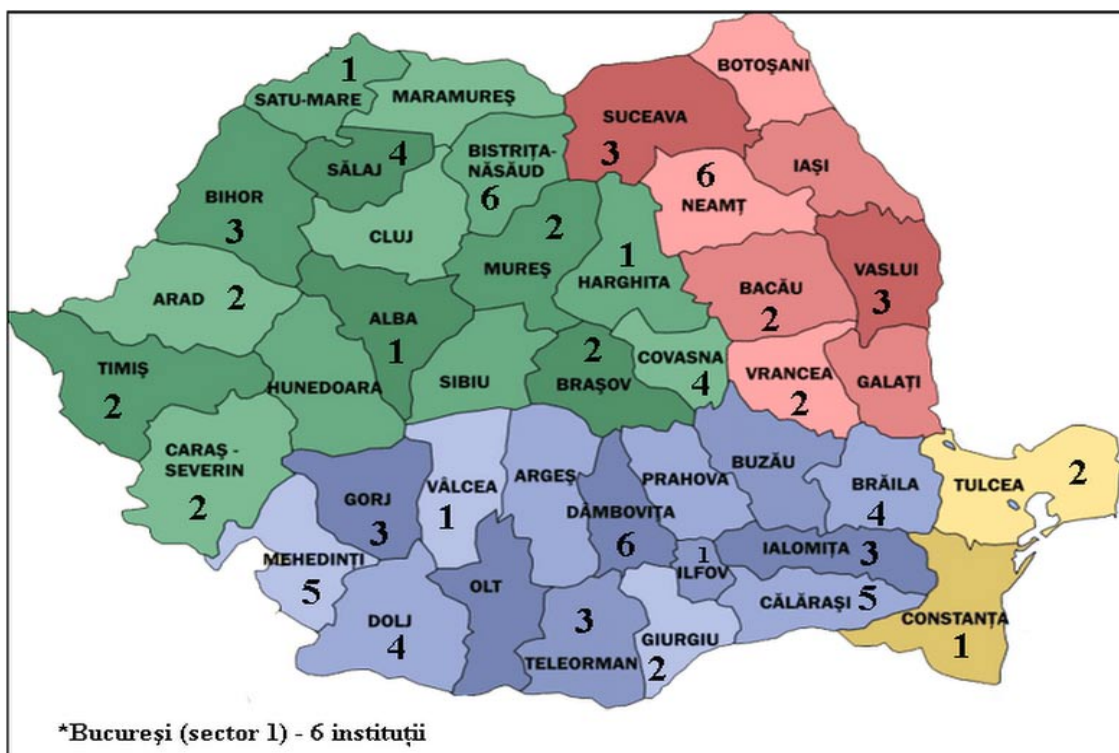 BOTOȘANI
1
SATU-MARE
MARAMUREȘ
SUCEAVA
3
4
SĂLAJ
BISTRIȚA-
NĂSĂUD
6
6
NEAMȚ
IAȘI
BIHOR
3
CLUJ
2
MUREȘ
1
HARGHITA
BACĂU
2
VASLUI
3
ARAD
2
ALBA
1
TIMIȘ
2
HUNEDOARA
SIBIU
2
BRAȘOV
COVASNA
4
VRANCEA
2
GALAȚI
CARAȘ -
SEVERIN
2
GORJ
3
VÂLCEA
1
ARGEȘ
PRAHOVA
BUZĂU
BRĂILA
4
TULCEA
2
DÂMBOVIȚA
6
MEHEDINȚI
5
OLT
1
ILFOV
IALOMIȚA
3
CĂLĂRAȘI
5
DOLJ
4
3
TELEORMAN
GIURGIU
2
CONSTANȚA
1
*București (sector 1) - 6 instituții